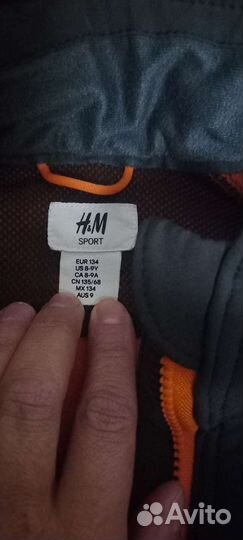 H&M
SPORT
EUR 134
US 8-9Y
CA 8-9A
CN 135/68
MX 134
AUS 9
Avito